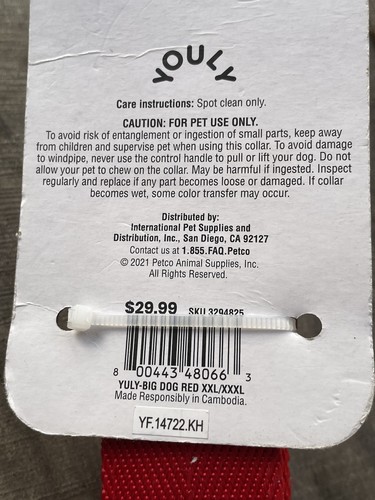 YOULY
Care instructions: Spot clean only.
CAUTION: FOR PET USE ONLY.
To avoid risk of entanglement or ingestion of small parts, keep away
from children and supervise pet when using this collar. To avoid damage
to windpipe, never use the control handle to pull or lift your dog. Do not
allow your pet to chew on the collar. May be harmful if ingested. Inspect
regularly and replace if any part becomes loose or damaged. If collar
becomes wet, some color transfer may occur.
Distributed by:
International Pet Supplies and
Distribution, Inc., San Diego, CA 92127
Contact us at 1.855.FAQ.Petco
© 2021 Petco Animal Supplies, Inc.
All Rights Reserved.
$29.99 SKU 3294825
8 00443 48066 3
YULY-BIG DOG RED XXL/XXXL
Made Responsibly in Cambodia.
YF.14722.KH